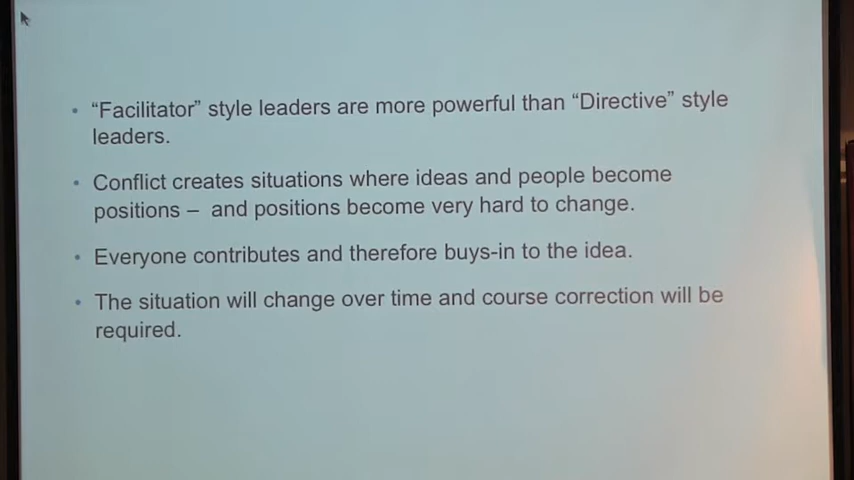 • “Facilitator” style leaders are more powerful than “Directive” style
leaders.
• Conflict creates situations where ideas and people become
positions – and positions become very hard to change.
• Everyone contributes and therefore buys-in to the idea.
• The situation will change over time and course correction will be
required.